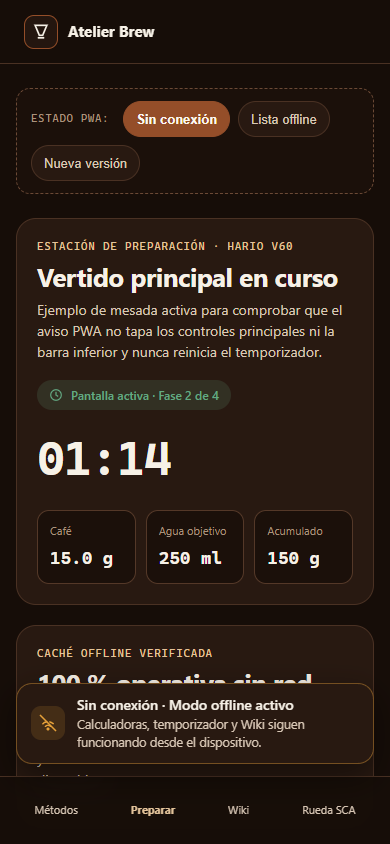 Atelier Brew
ESTADO PWA:
Sin conexión
Lista offline
Nueva versión
ESTACIÓN DE PREPARACIÓN · HARIO V60
Vertido principal en curso
Ejemplo de mesada activa para comprobar que el
aviso PWA no tapa los controles principales ni la
barra inferior y nunca reinicia el temporizador.
Pantalla activa · Fase 2 de 4
01:14
Café
15.0 g
Agua objetivo
250 ml
Acumulado
150 g
CACHÉ OFFLINE VERIFICADA
100 % operativa sin red
Sin conexión · Modo offline activo
Calculadoras, temporizador y Wiki siguen
funcionando desde el dispositivo.
Métodos
Preparar
Wiki
Rueda SCA